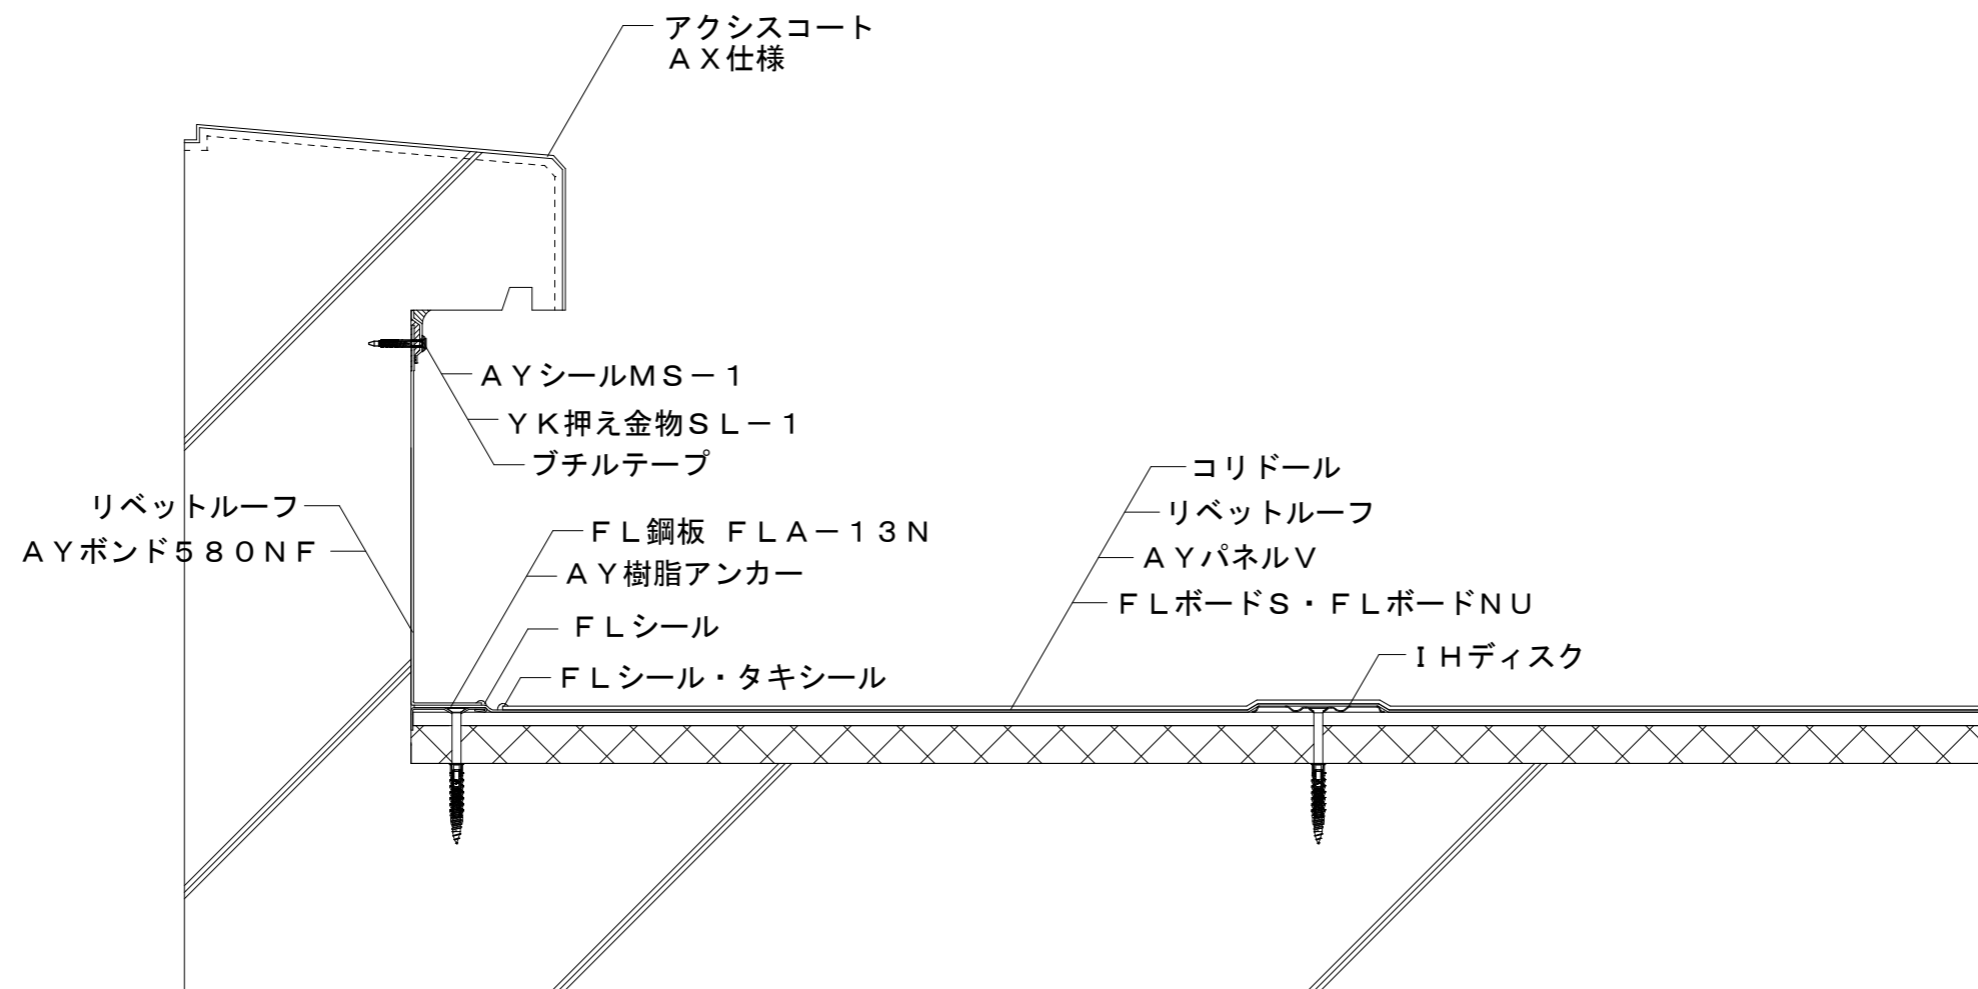 アクシスコート
ＡＸ仕様
ＡＹシールＭＳ－１
ＹＫ押え金物ＳＬ－１
ブチルテープ
リベットルーフ
ＡＹボンド５８０ＮＦ
ＦＬ鋼板 ＦＬＡ－１３Ｎ
ＡＹ樹脂アンカー
ＦＬシール
ＦＬシール・タキシール
コリドール
リベットルーフ
ＡＹパネルＶ
ＦＬボードＳ・ＦＬボードＮＵ
ＩＨディスク